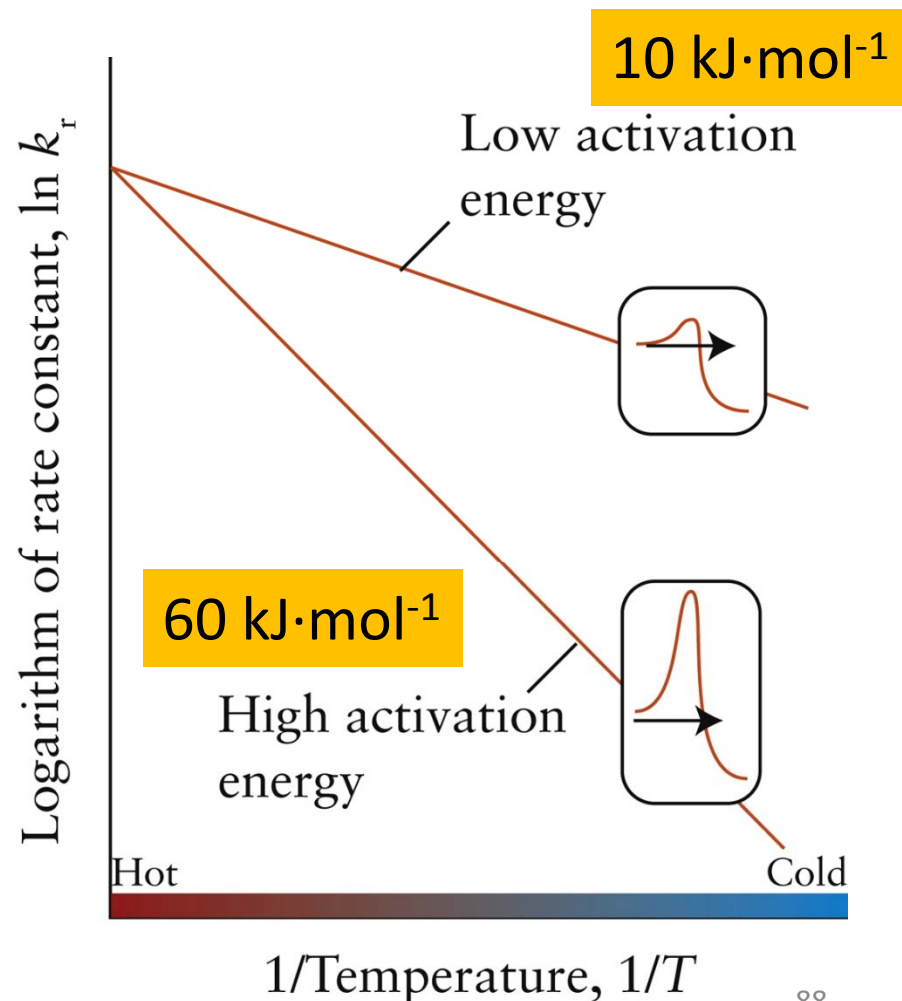 10 kJ·mol⁻¹
Low activation
energy
Logarithm of rate constant, ln kᵣ
60 kJ·mol⁻¹
High activation
energy
Hot
Cold
1/Temperature, 1/T